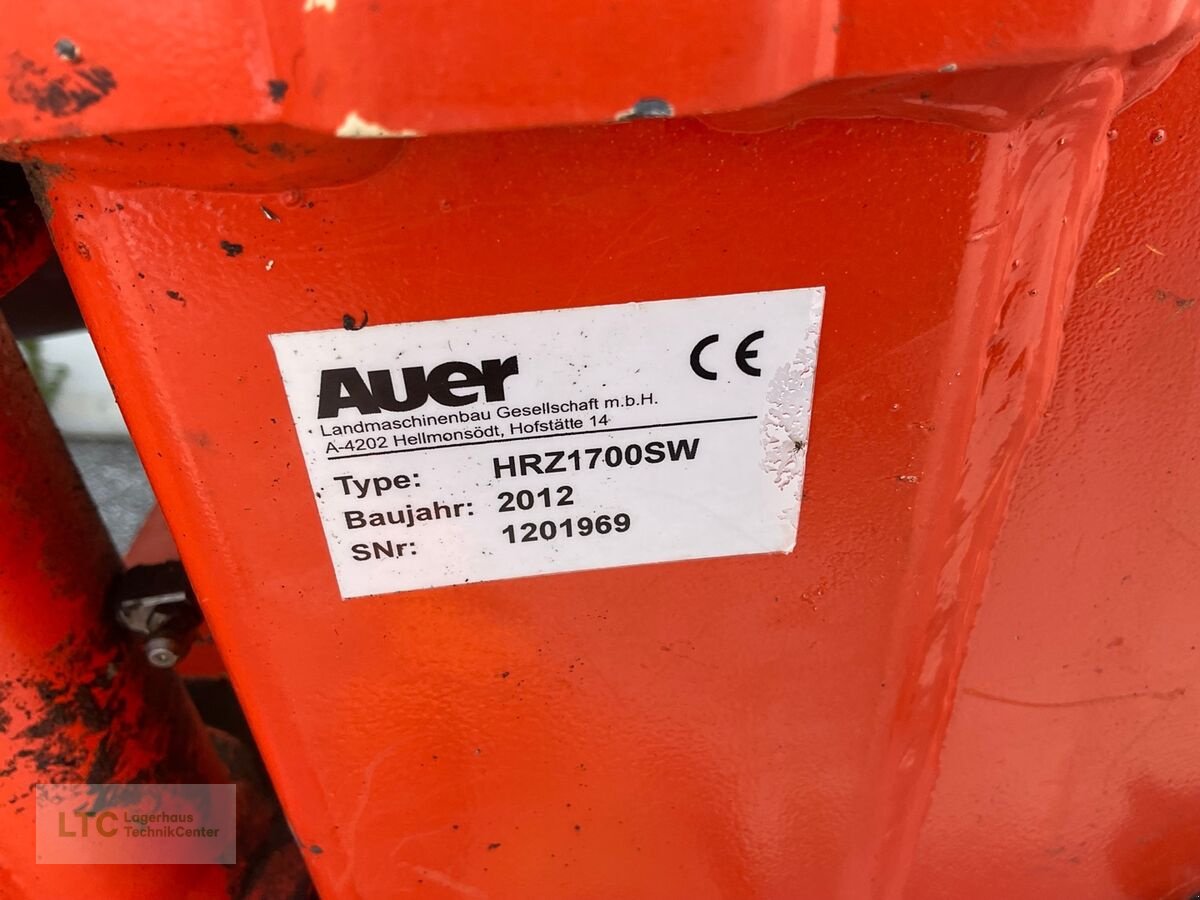 Auer CE
Landmaschinenbau Gesellschaft m.b.H.
A-4202 Hellmonsödt, Hofstätte 14
Type: HRZ1700SW
Baujahr: 2012
SNr: 1201969
LTC Lagerhaus
TechnikCenter